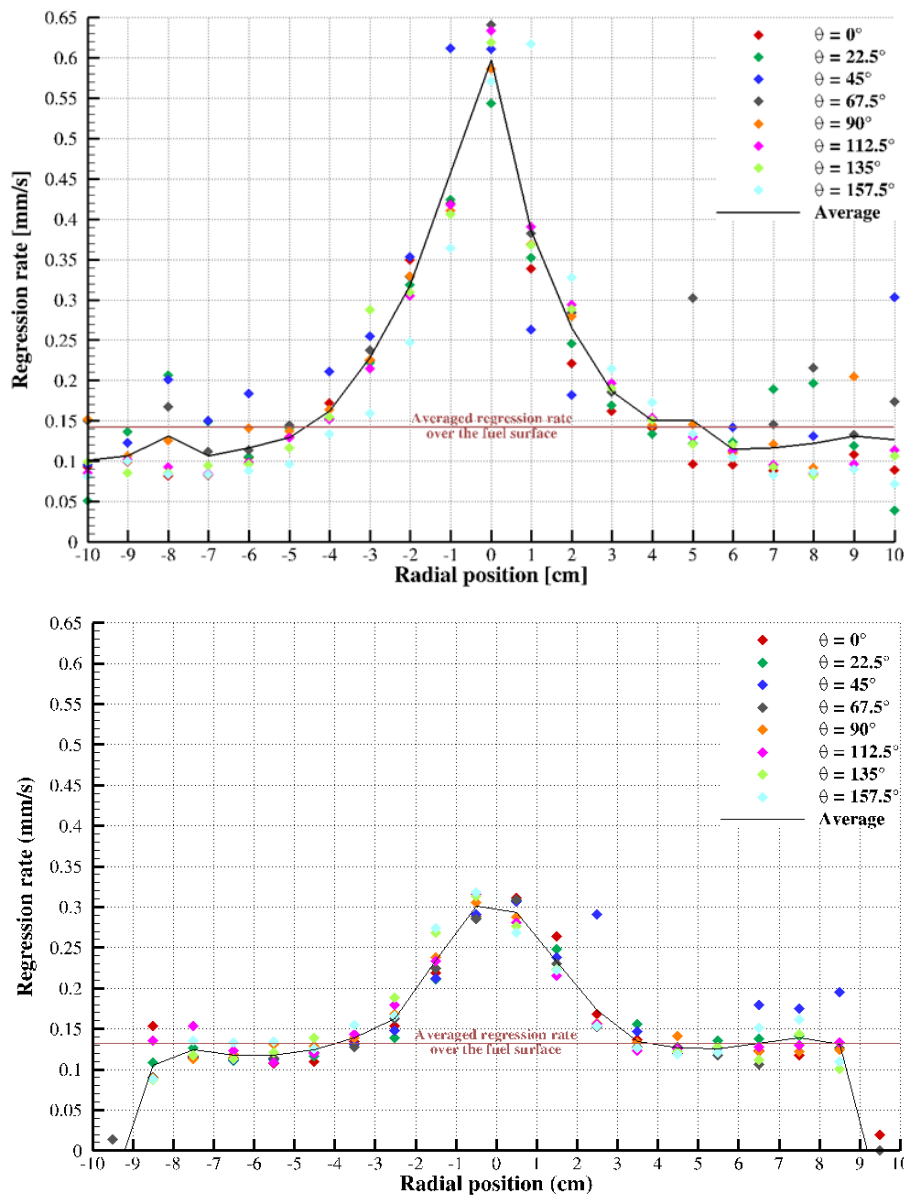 0.65
θ = 0°
θ = 22.5°
0.6
θ = 45°
θ = 67.5°
0.55
θ = 90°
θ = 112.5°
0.5
θ = 135°
θ = 157.5°
0.45
Average
0.4
0.35
0.3
0.25
0.2
0.15
Averaged regression rate
over the fuel surface
0.1
0.05
0
Regression rate [mm/s]
-10 -9 -8 -7 -6 -5 -4 -3 -2 -1 0 1 2 3 4 5 6 7 8 9 10
Radial position [cm]
0.65
θ = 0°
θ = 22.5°
0.6
θ = 45°
θ = 67.5°
0.55
θ = 90°
θ = 112.5°
0.5
θ = 135°
θ = 157.5°
0.45
Average
0.4
0.35
0.3
0.25
0.2
0.15
Averaged regression rate
over the fuel surface
0.1
0.05
0
Regression rate (mm/s)
-10 -9 -8 -7 -6 -5 -4 -3 -2 -1 0 1 2 3 4 5 6 7 8 9 10
Radial position (cm)